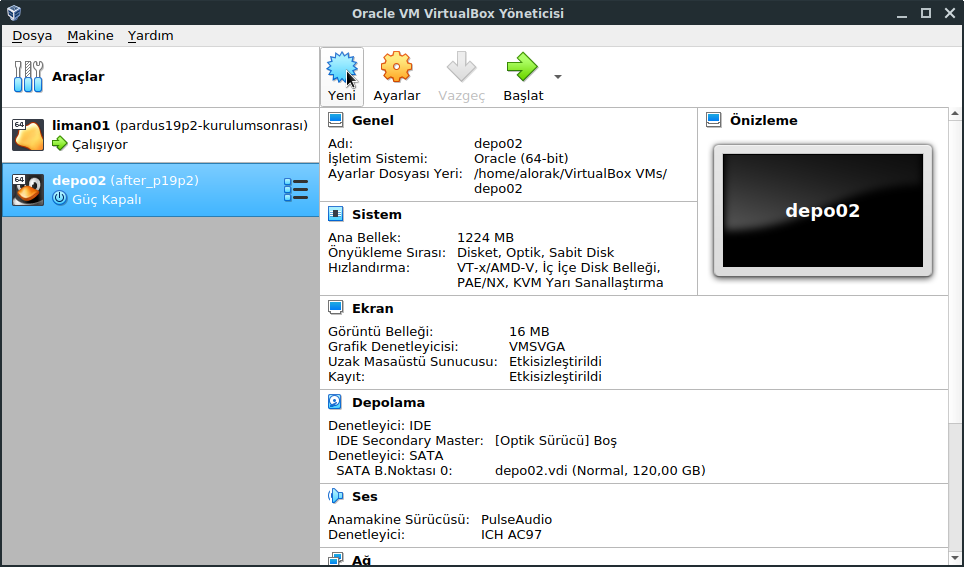 Oracle VM VirtualBox Yöneticisi
Dosya Makine Yardım
Araçlar
Yeni Ayarlar Vazgeç Başlat
64
liman01 (pardus19p2-kurulumsonrası)
Çalışıyor
64
depo02 (after_p19p2)
Güç Kapalı
Genel
Adı: depo02
İşletim Sistemi: Oracle (64-bit)
Ayarlar Dosyası Yeri: /home/alorak/VirtualBox VMs/
depo02
Önizleme
depo02
Sistem
Ana Bellek: 1224 MB
Önyükleme Sırası: Disket, Optik, Sabit Disk
Hızlandırma: VT-x/AMD-V, İç İçe Disk Belleği,
PAE/NX, KVM Yarı Sanallaştırma
Ekran
Görüntü Belleği: 16 MB
Grafik Denetleyicisi: VMSVGA
Uzak Masaüstü Sunucusu: Etkisizleştirildi
Kayıt: Etkisizleştirildi
Depolama
Denetleyici: IDE
IDE Secondary Master: [Optik Sürücü] Boş
Denetleyici: SATA
SATA B.Noktası 0: depo02.vdi (Normal, 120,00 GB)
Ses
Anamakine Sürücüsü: PulseAudio
Denetleyici: ICH AC97
Ağ